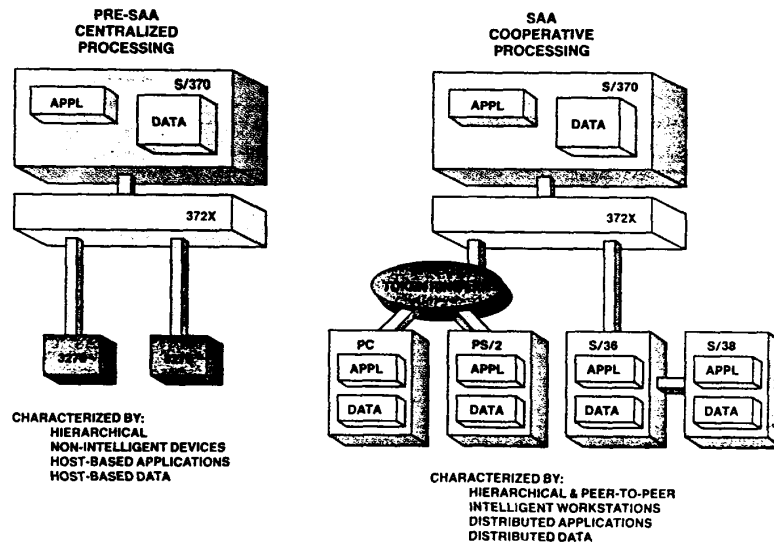 PRE-SAA
CENTRALIZED
PROCESSING
S/370
APPL
DATA
372X
CHARACTERIZED BY:
HIERARCHICAL
NON-INTELLIGENT DEVICES
HOST-BASED APPLICATIONS
HOST-BASED DATA
SAA
COOPERATIVE
PROCESSING
S/370
APPL
DATA
372X
PC
APPL
DATA
PS/2
APPL
DATA
S/36
APPL
DATA
S/38
APPL
DATA
CHARACTERIZED BY:
HIERARCHICAL & PEER-TO-PEER
INTELLIGENT WORKSTATIONS
DISTRIBUTED APPLICATIONS
DISTRIBUTED DATA